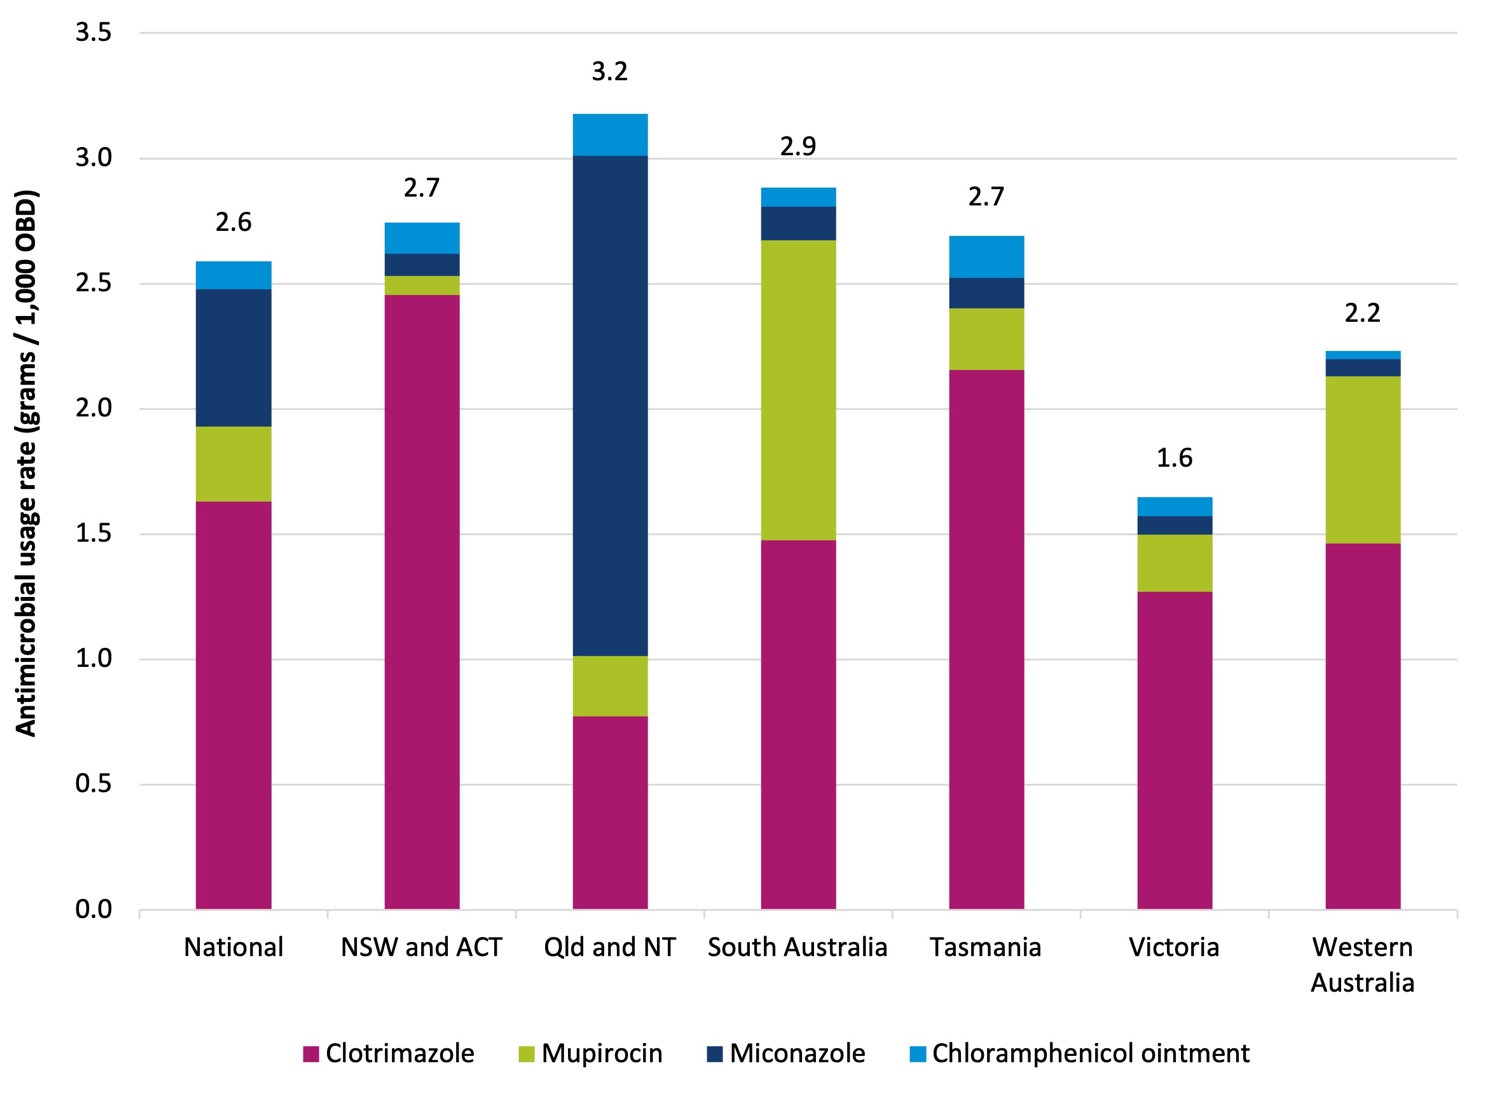 Antimicrobial usage rate (grams / 1,000 OBD)
3.5
3.0
2.5
2.0
1.5
1.0
0.5
0.0
2.6
2.7
3.2
2.9
2.7
1.6
2.2
National
NSW and ACT
Qld and NT
South Australia
Tasmania
Victoria
Western
Australia
Clotrimazole
Mupirocin
Miconazole
Chloramphenicol ointment